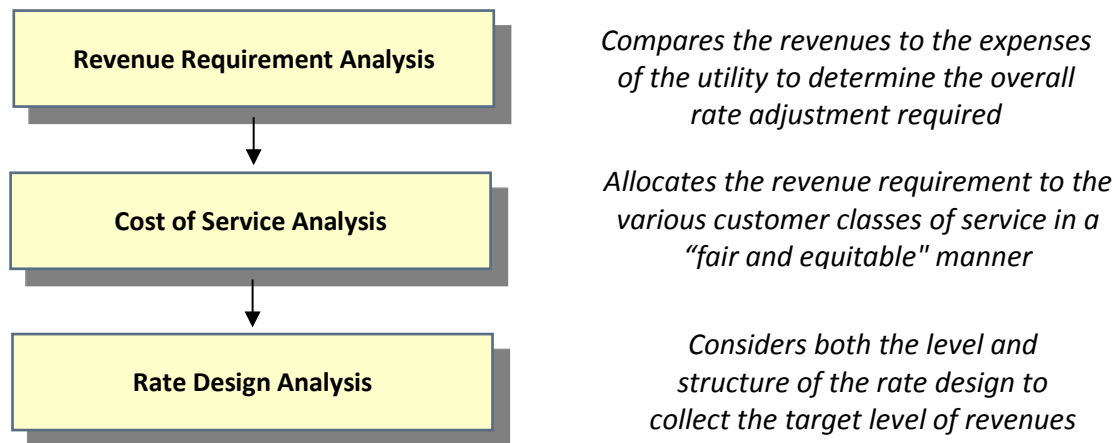 Revenue Requirement Analysis
Compares the revenues to the expenses
of the utility to determine the overall
rate adjustment required
Cost of Service Analysis
Allocates the revenue requirement to the
various customer classes of service in a
“fair and equitable" manner
Rate Design Analysis
Considers both the level and
structure of the rate design to
collect the target level of revenues